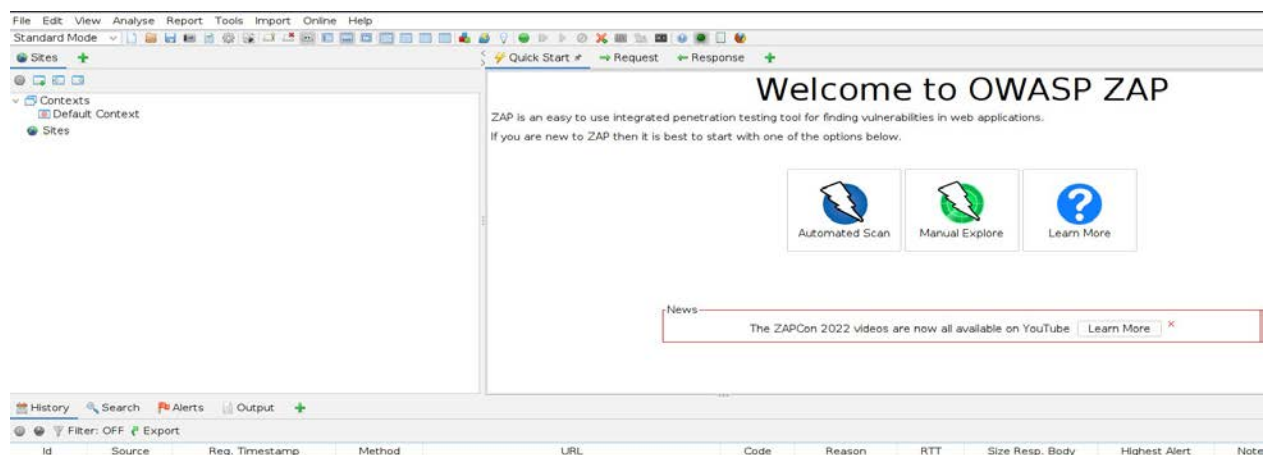 File Edit View Analyse Report Tools Import Online Help
Standard Mode
Sites
Quick Start Request Response
Contexts
Default Context
Sites
Welcome to OWASP ZAP
ZAP is an easy to use integrated penetration testing tool for finding vulnerabilities in web applications.
If you are new to ZAP then it is best to start with one of the options below.
Automated Scan Manual Explore Learn More
News
The ZAPCon 2022 videos are now all available on YouTube Learn More
History Search Alerts Output
Filter: OFF Export
Id Source Req. Timestamp Method URL Code Reason RTT Size Resp. Body Highest Alert Note